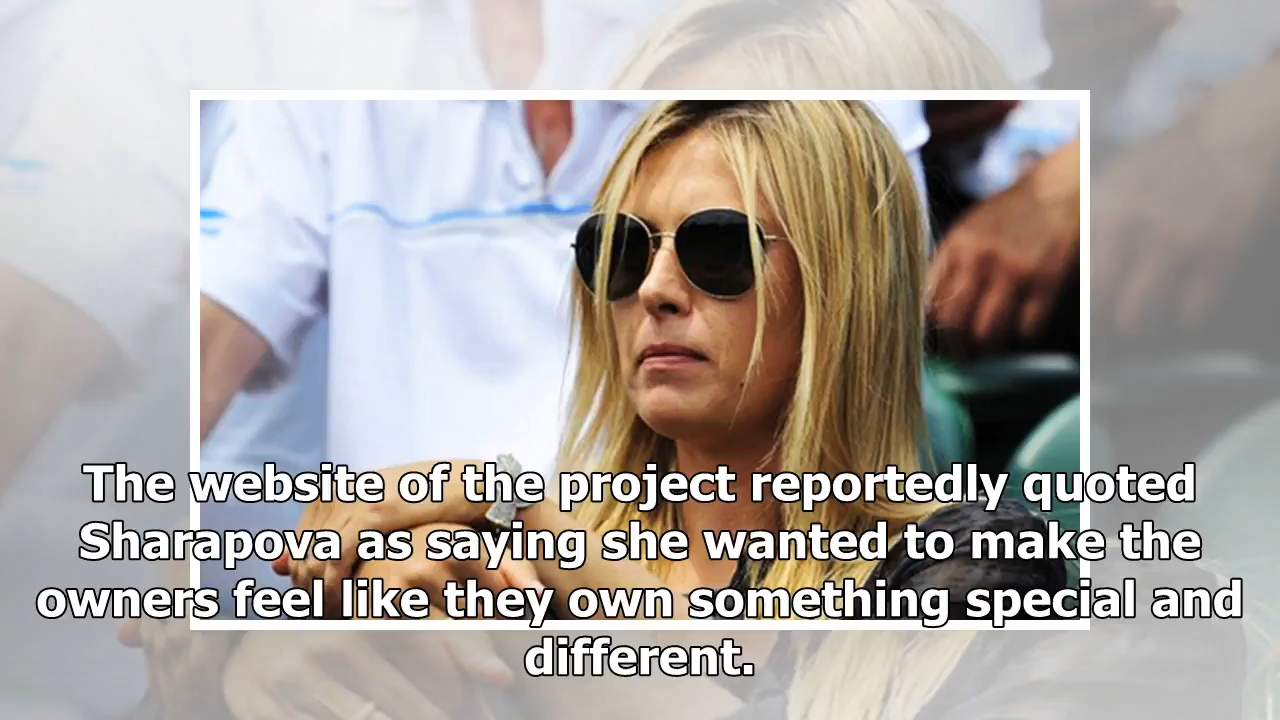 The website of the project reportedly quoted
Sharapova as saying she wanted to make the
owners feel like they own something special and
different.